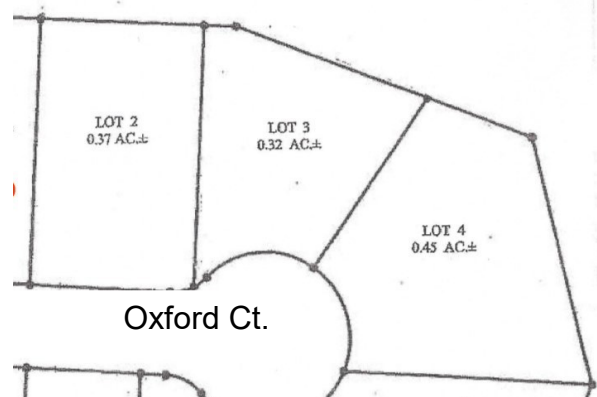 LOT 2
0.37 AC.±
LOT 3
0.32 AC.±
LOT 4
0.45 AC.±
Oxford Ct.